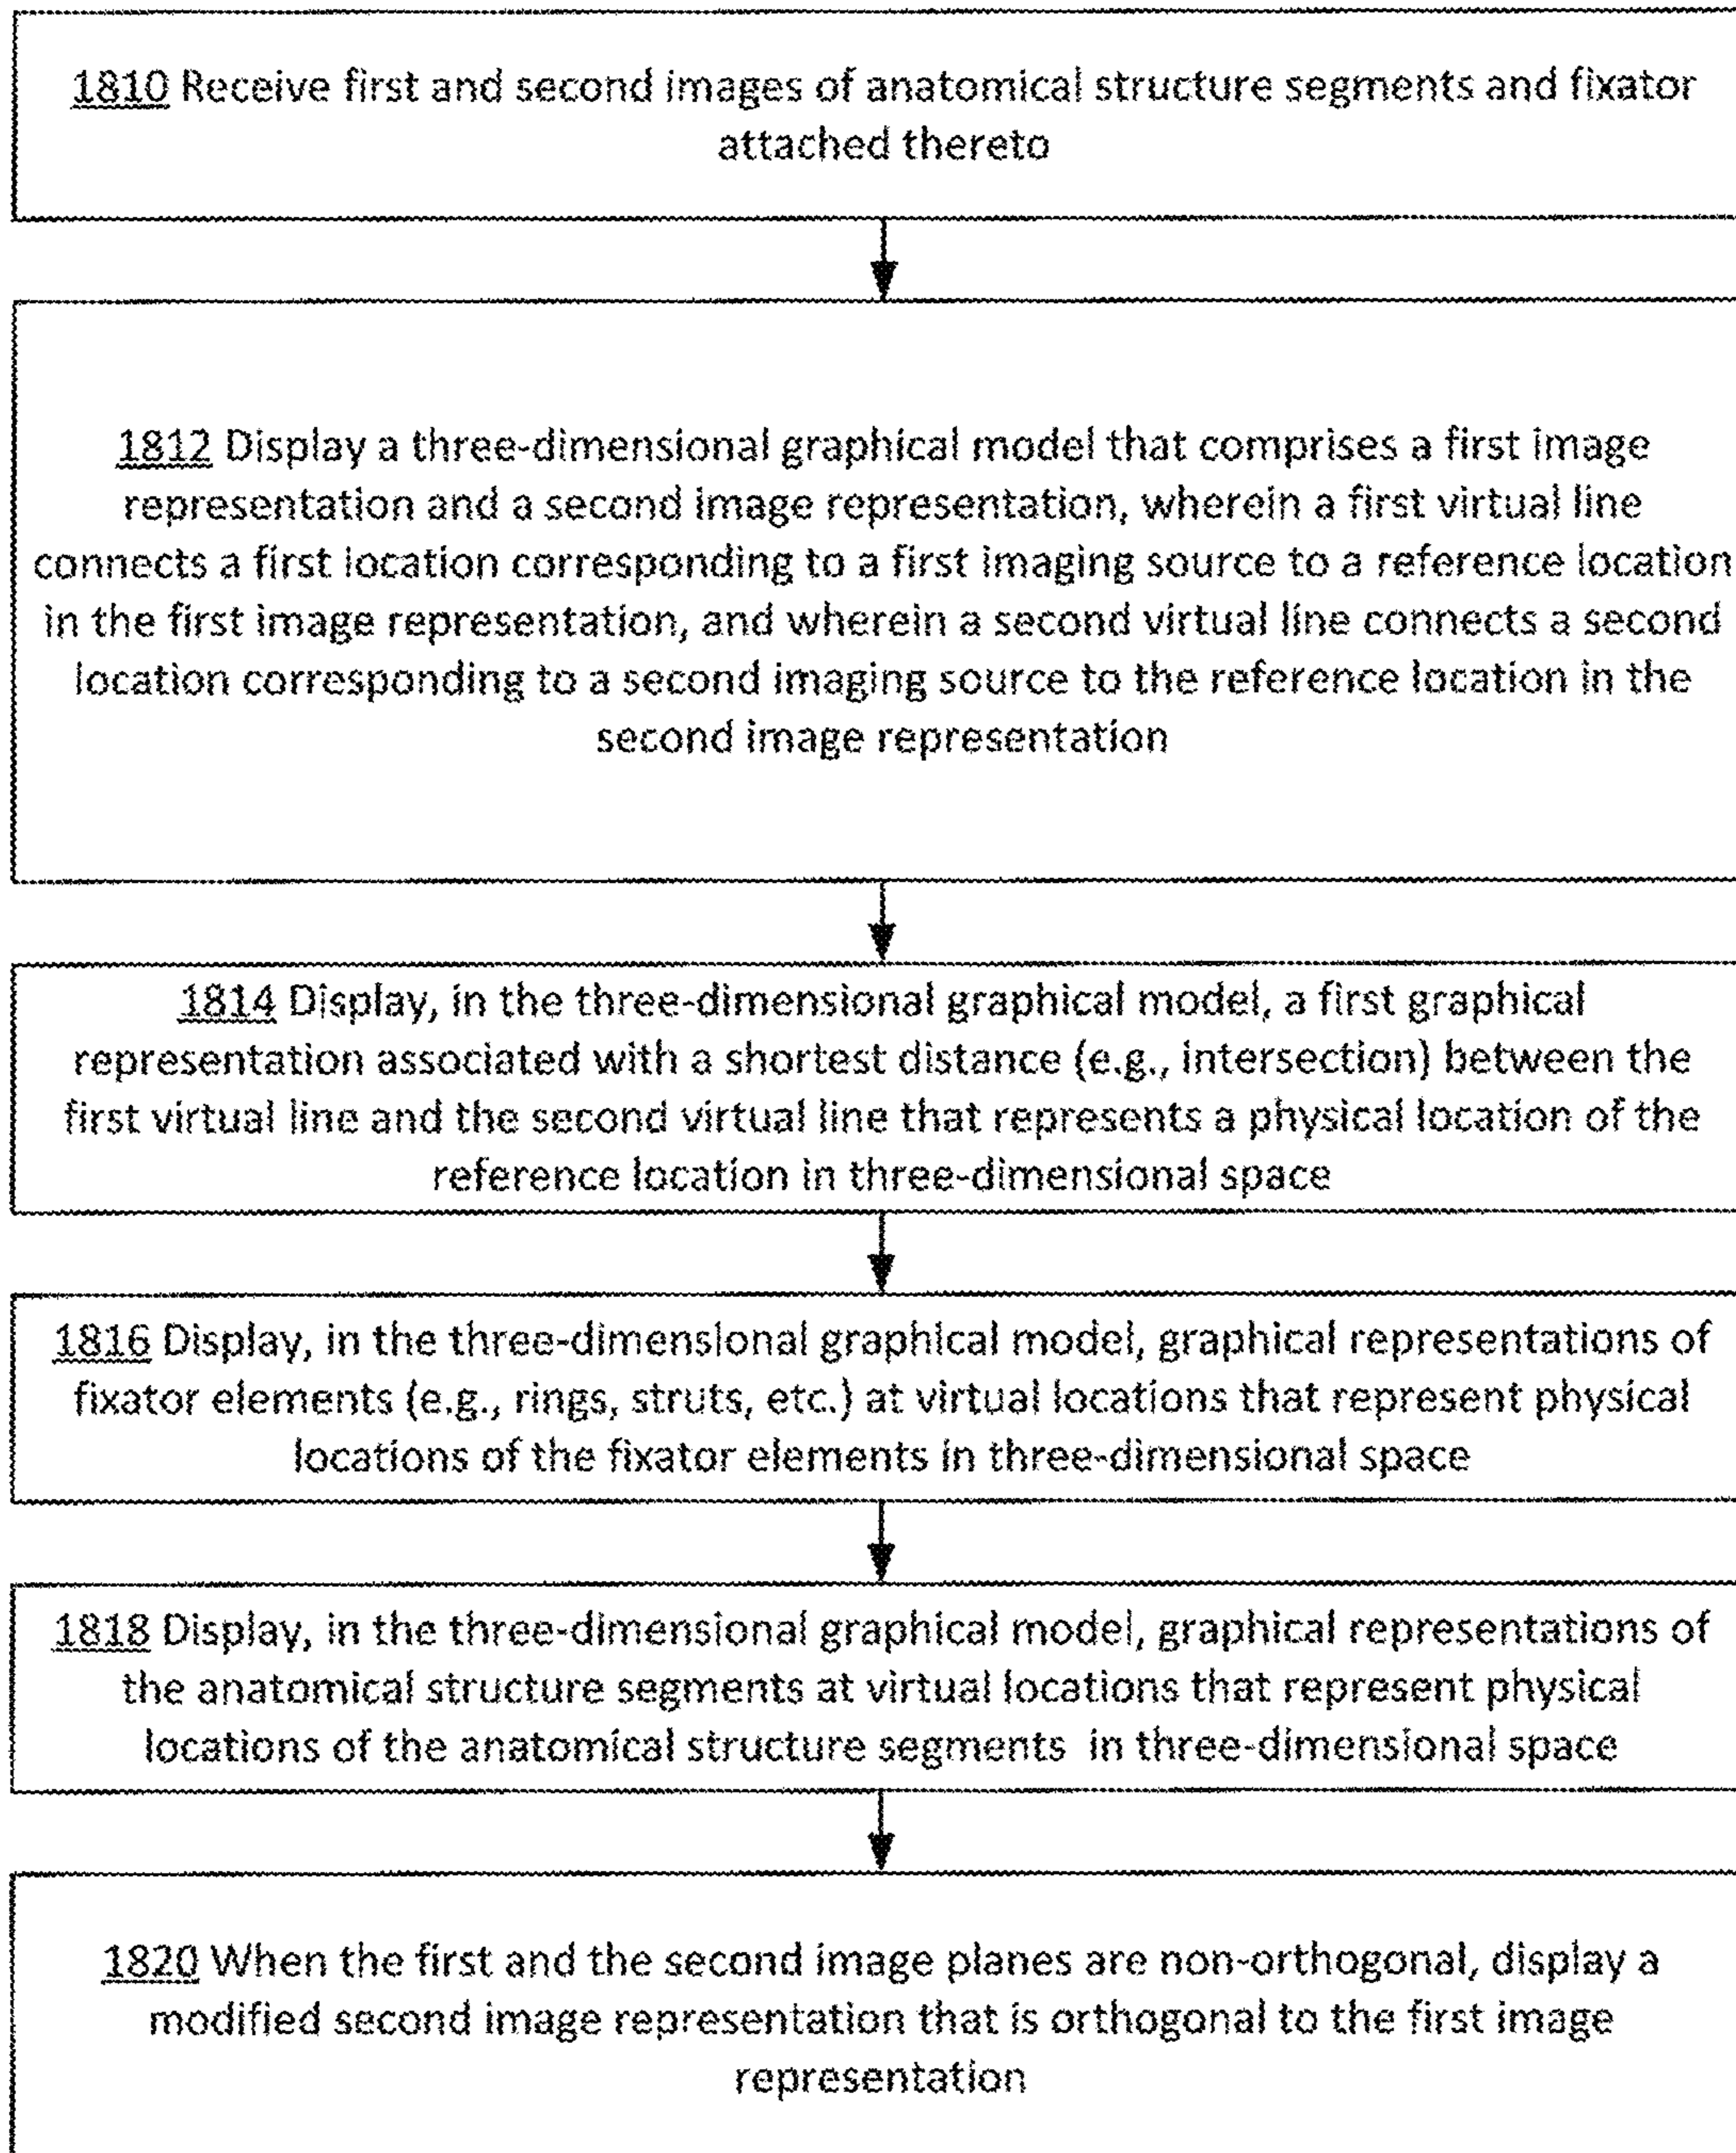 1810 Receive first and second images of anatomical structure segments and fixator
attached thereto
1812 Display a three-dimensional graphical model that comprises a first image
representation and a second image representation, wherein a first virtual line
connects a first location corresponding to a first imaging source to a reference location
in the first image representation, and wherein a second virtual line connects a second
location corresponding to a second imaging source to the reference location in the
second image representation
1814 Display, in the three-dimensional graphical model, a first graphical
representation associated with a shortest distance (e.g., intersection) between the
first virtual line and the second virtual line that represents a physical location of the
reference location in three-dimensional space
1816 Display, in the three-dimensional graphical model, graphical representations of
fixator elements (e.g., rings, struts, etc.) at virtual locations that represent physical
locations of the fixator elements in three-dimensional space
1818 Display, in the three-dimensional graphical model, graphical representations of
the anatomical structure segments at virtual locations that represent physical
locations of the anatomical structure segments in three-dimensional space
1820 When the first and the second image planes are non-orthogonal, display a
modified second image representation that is orthogonal to the first image
representation